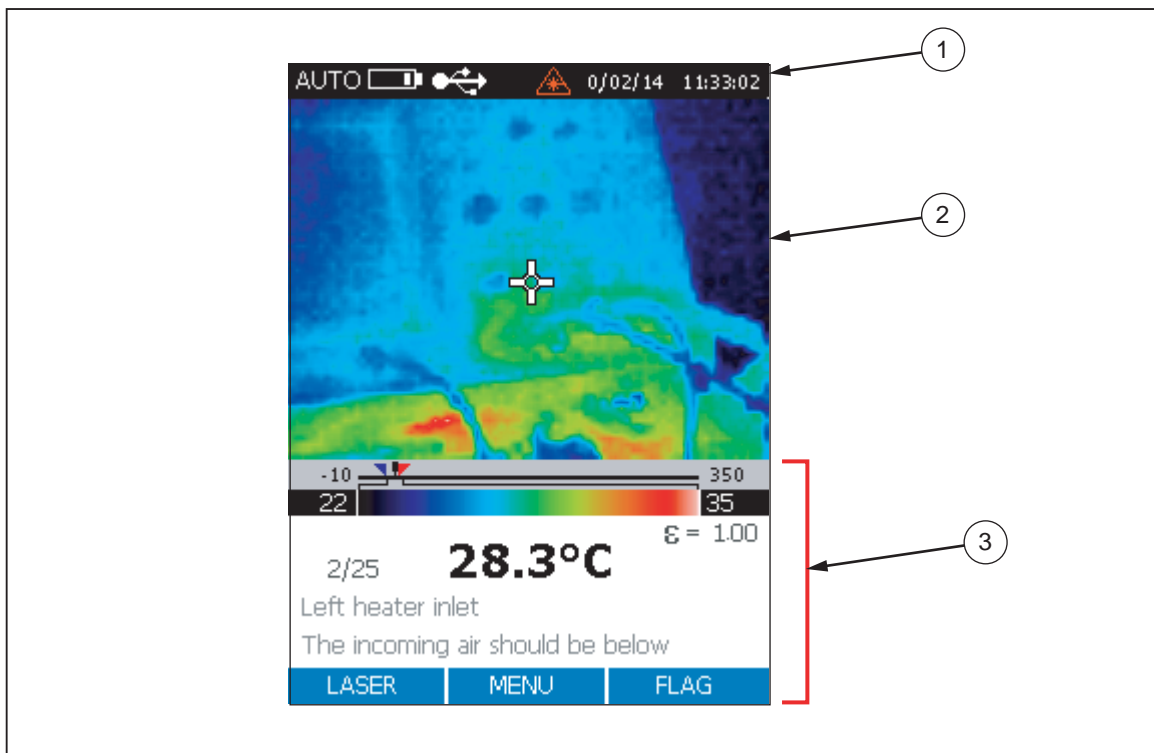 AUTO 0/02/14 11:33:02
1
2
-10 350
22 35
ε = 1.00
2/25 28.3°C
Left heater inlet
The incoming air should be below
3
LASER MENU FLAG